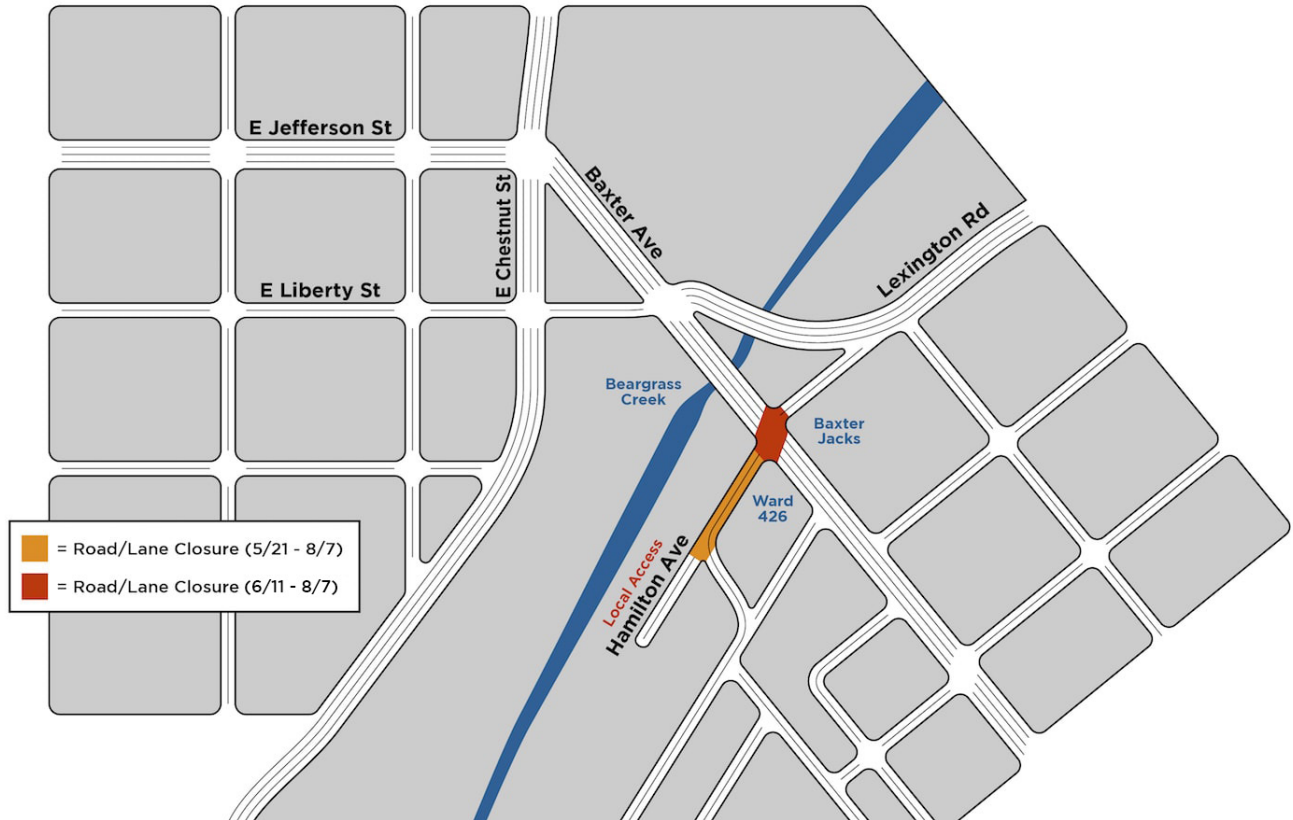 E Jefferson St
E Chestnut St
Baxter Ave
E Liberty St
Lexington Rd
Beargrass
Creek
Baxter
Jacks
Ward
426
Local Access
Hamilton Ave
= Road/Lane Closure (5/21 - 8/7)
= Road/Lane Closure (6/11 - 8/7)